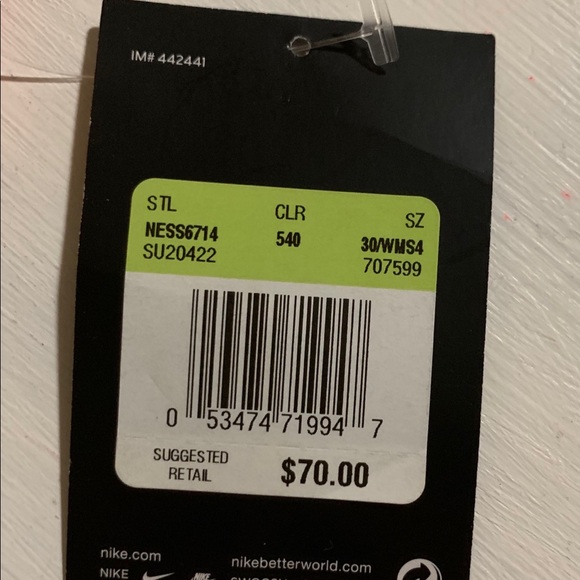 IM# 442441
STL CLR SZ
NESS6714 540 30/WMS4
SU20422 707599
0 53474 71994 7
SUGGESTED
RETAIL $70.00
nike.com nikebetterworld.com
NIKE NIKE